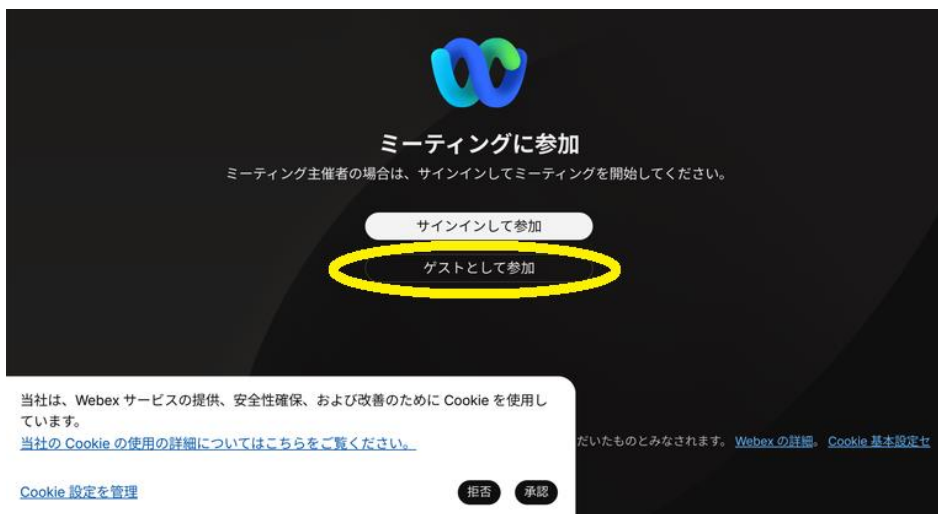 ミーティングに参加
ミーティング主催者の場合は、サインインしてミーティングを開始してください。
サインインして参加
ゲストとして参加
当社は、Webex サービスの提供、安全性確保、および改善のために Cookie を使用し
ています。
当社の Cookie の使用の詳細についてはこちらをご覧ください。
だいたものとみなされます。 Webex の詳細。 Cookie 基本設定セ
Cookie 設定を管理
拒否 承認